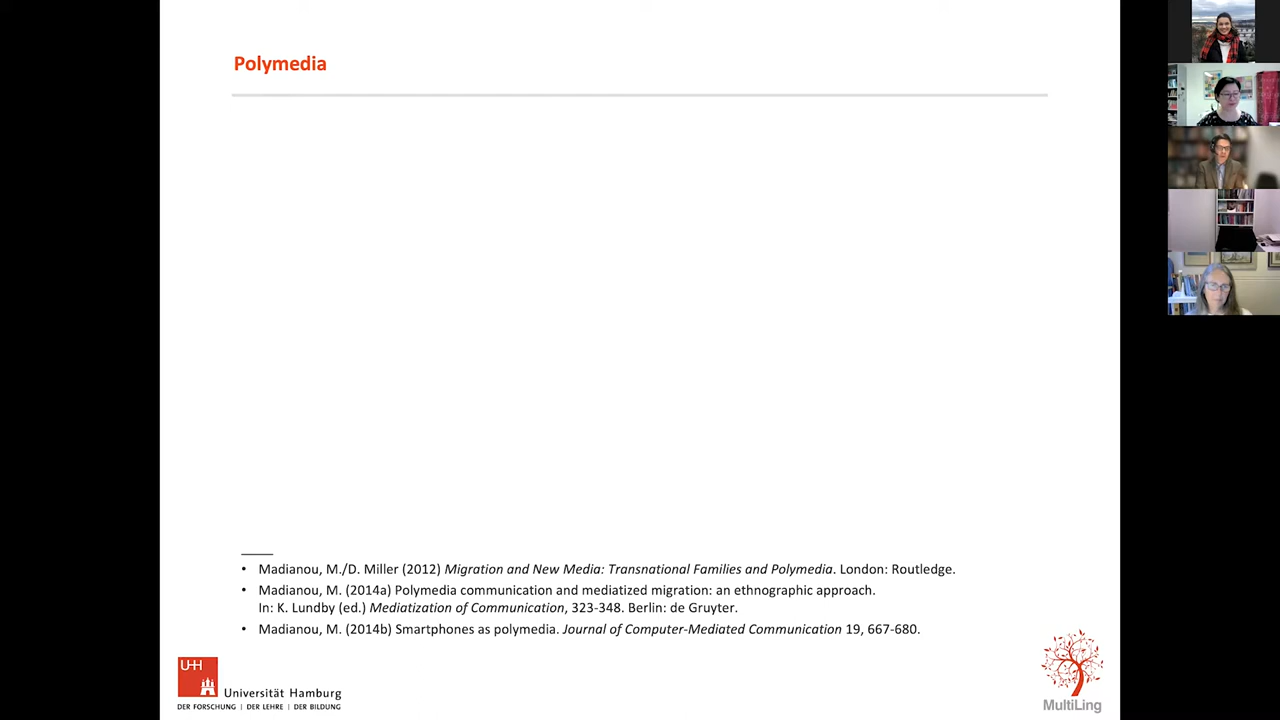 Polymedia
• Madianou, M./D. Miller (2012) Migration and New Media: Transnational Families and Polymedia. London: Routledge.
• Madianou, M. (2014a) Polymedia communication and mediatized migration: an ethnographic approach.
In: K. Lundby (ed.) Mediatization of Communication, 323-348. Berlin: de Gruyter.
• Madianou, M. (2014b) Smartphones as polymedia. Journal of Computer-Mediated Communication 19, 667-680.
UH
Universität Hamburg
DER FORSCHUNG | DER LEHRE | DER BILDUNG
MultiLing